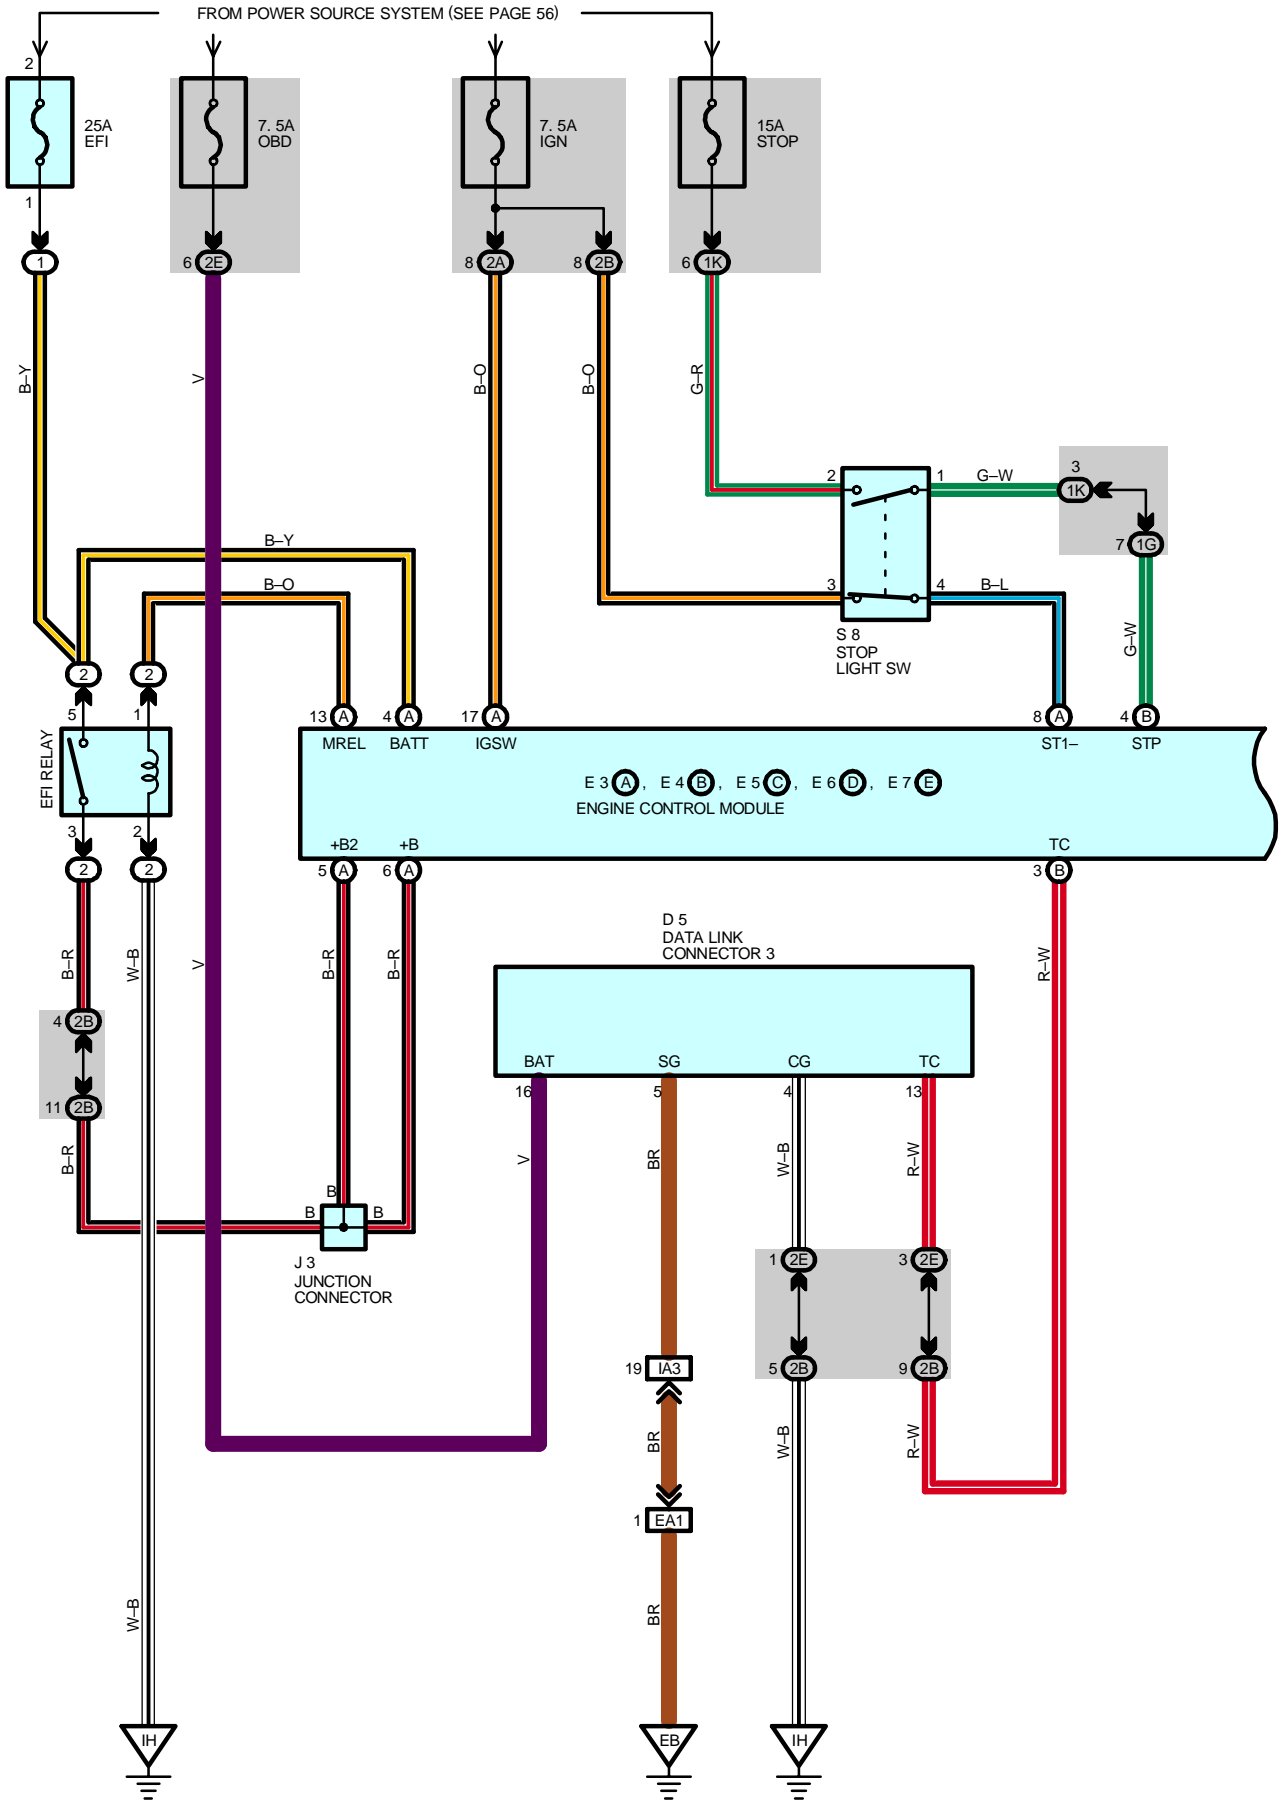 FROM POWER SOURCE SYSTEM (SEE PAGE 56)
2
25A
EFI
7. 5A
OBD
7. 5A
IGN
15A
STOP
1
1
6 2E
8 2A
8 2B
6 1K
B–Y
V
B–O
B–O
G–R
2
1
G–W
3
1K
7 1G
B–Y
B–O
3
4
B–L
S 8
STOP
LIGHT SW
G–W
2
2
5
1
13 A
4 A
17 A
8 A
4 B
EFI RELAY
MREL
BATT
IGSW
ST1–
STP
E 3 A , E 4 B , E 5 C , E 6 D , E 7 E
ENGINE CONTROL MODULE
3
2
+B2
+B
TC
2
2
5 A
6 A
3 B
D 5
DATA LINK
CONNECTOR 3
B–R
W–B
V
B–R
B–R
R–W
4 2B
BAT
SG
CG
TC
16
5
4
13
11 2B
B–R
V
BR
W–B
R–W
B
B
B
J 3
JUNCTION
CONNECTOR
1 2E
3 2E
19 IA3
5 2B
9 2B
BR
W–B
R–W
1 EA1
W–B
BR
IH
EB
IH